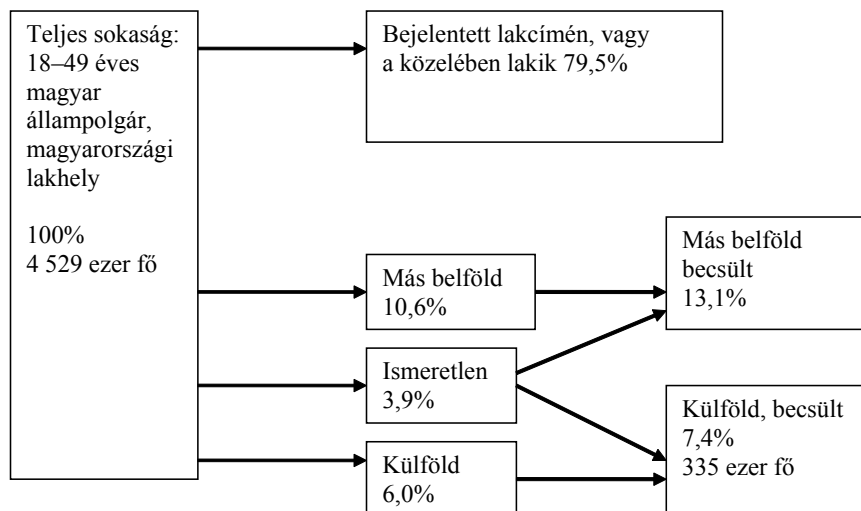 Teljes sokaság:
18–49 éves
magyar
állampolgár,
magyarországi
lakhely
100%
4 529 ezer fő
Bejelentett lakcímén, vagy
a közelében lakik 79,5%
Más belföld
10,6%
Ismeretlen
3,9%
Külföld
6,0%
Más belföld
becsült
13,1%
Külföld, becsült
7,4%
335 ezer fő